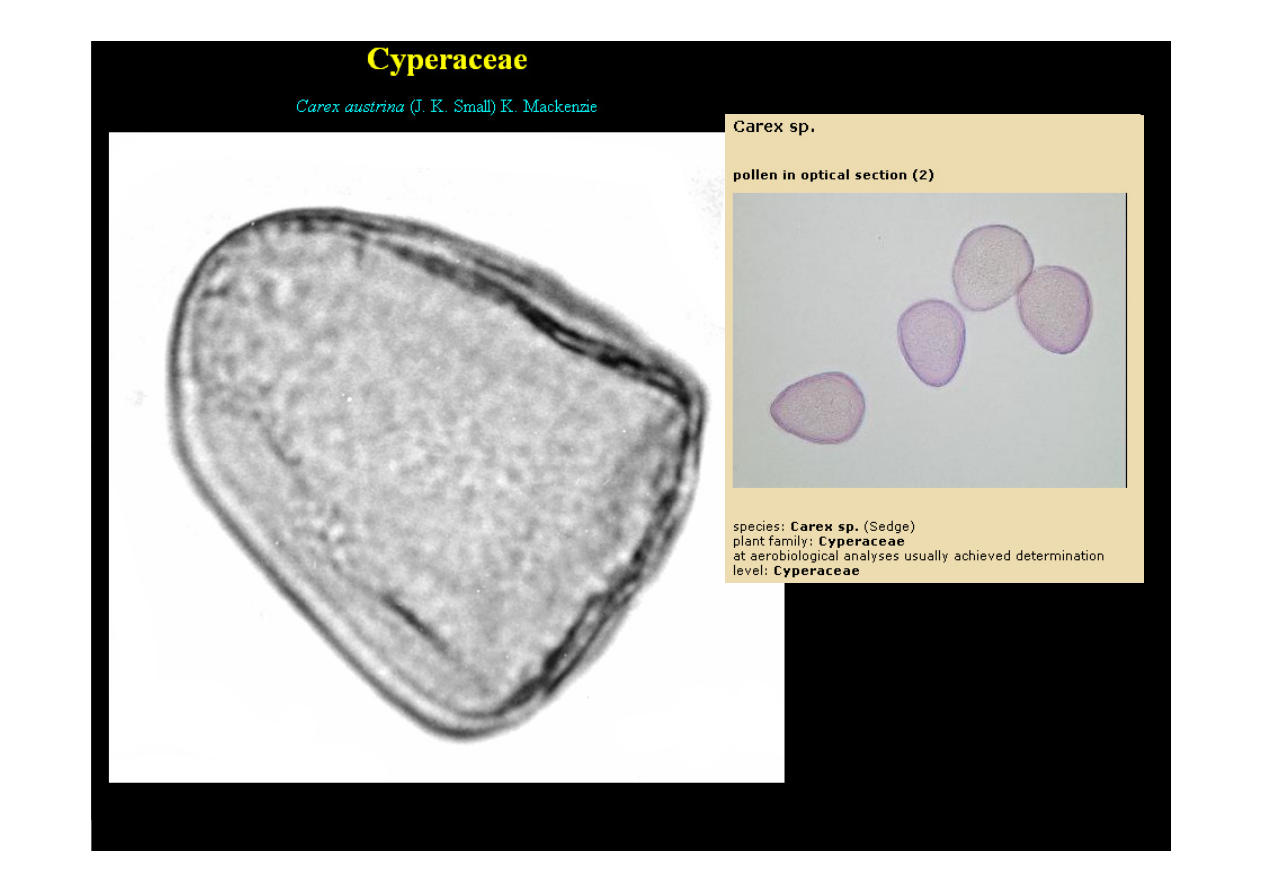 Cyperaceae
Carex austrina (J. K. Small) K. Mackenzie
Carex sp.
pollen in optical section (2)
species: Carex sp. (Sedge)
plant family: Cyperaceae
at aerobiological analyses usually achieved determination
level: Cyperaceae